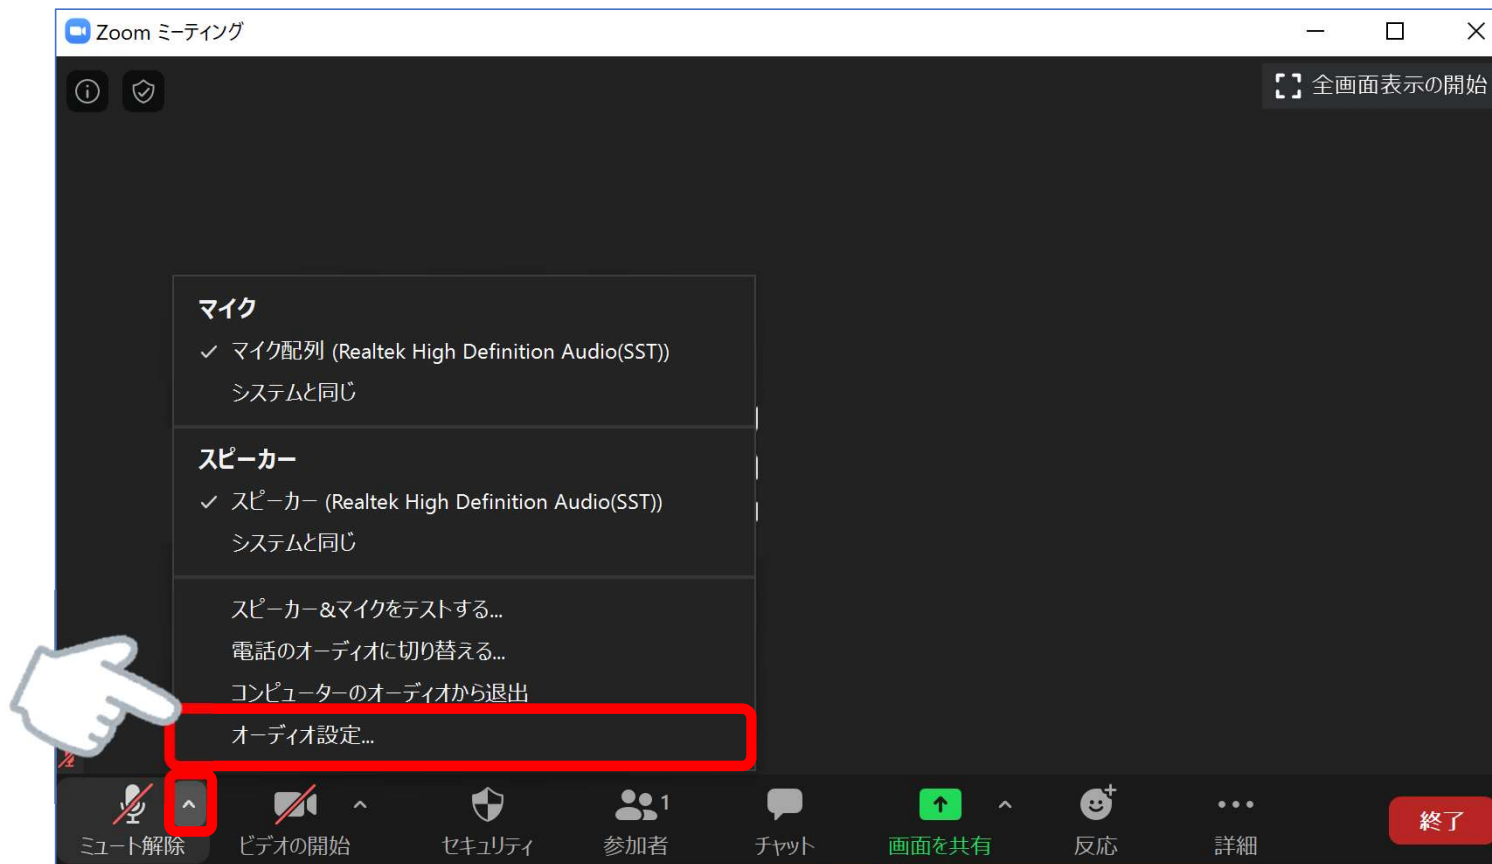 Zoom ミーティング
全画面表示の開始
マイク
マイク配列 (Realtek High Definition Audio(SST))
システムと同じ
スピーカー
スピーカー (Realtek High Definition Audio(SST))
システムと同じ
スピーカー&マイクをテストする...
電話のオーディオに切り替える...
コンピューターのオーディオから退出
オーディオ設定...
1
ミュート解除 ビデオの開始 セキュリティ 参加者 チャット 画面を共有 反応 詳細 終了